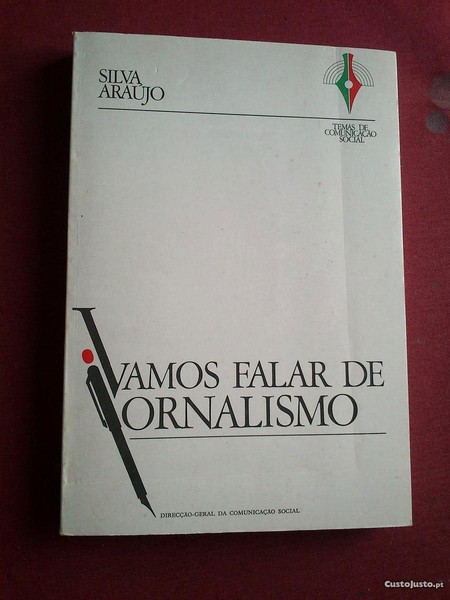 SILVA
ARAÚJO
TEMAS DE
COMUNICAÇÃO
SOCIAL
VAMOS FALAR DE
JORNALISMO
DIRECÇÃO-GERAL DA COMUNICAÇÃO SOCIAL
CustoJusto.pt